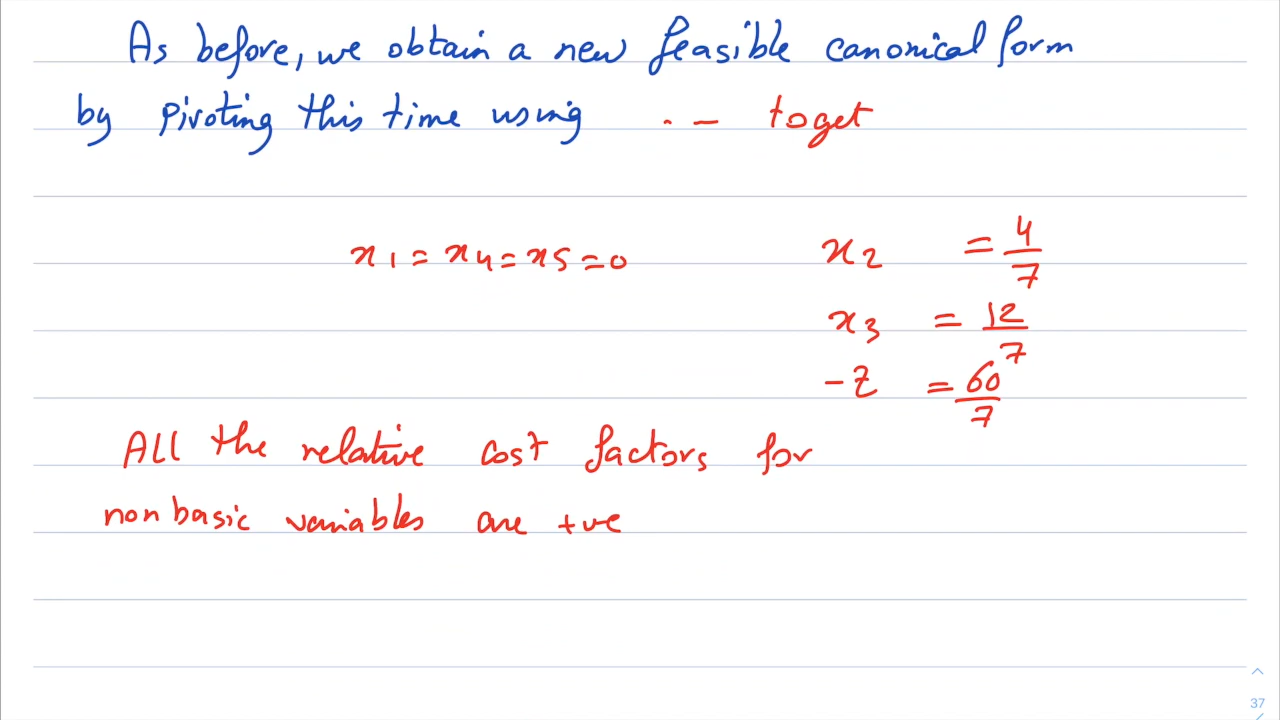 As before, we obtain a new feasible canonical form
by pivoting this time using .. - to get
x1 = x4 = x5 = 0 x2 = 4/7
x3 = 12/7
-Z = 60/7
All the relative cost factors for
nonbasic variables are +ve
37